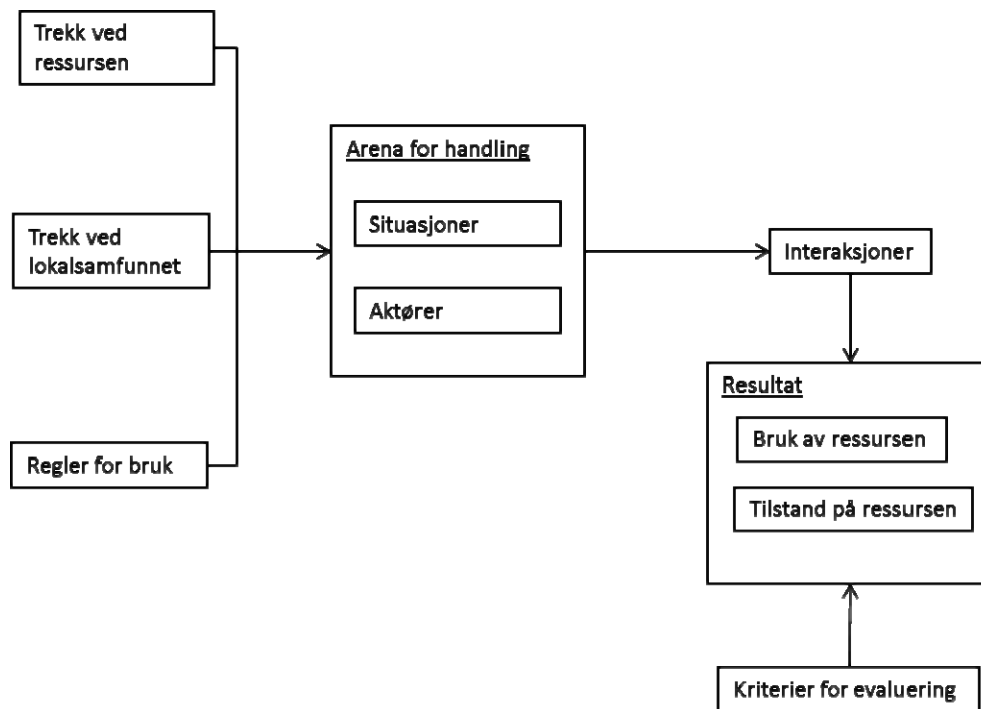 Trekk ved
ressursen
Trekk ved
lokalsamfunnet
Regler for bruk
Arena for handling
Situasjoner
Aktører
Interaksjoner
Resultat
Bruk av ressursen
Tilstand på ressursen
Kriterier for evaluering